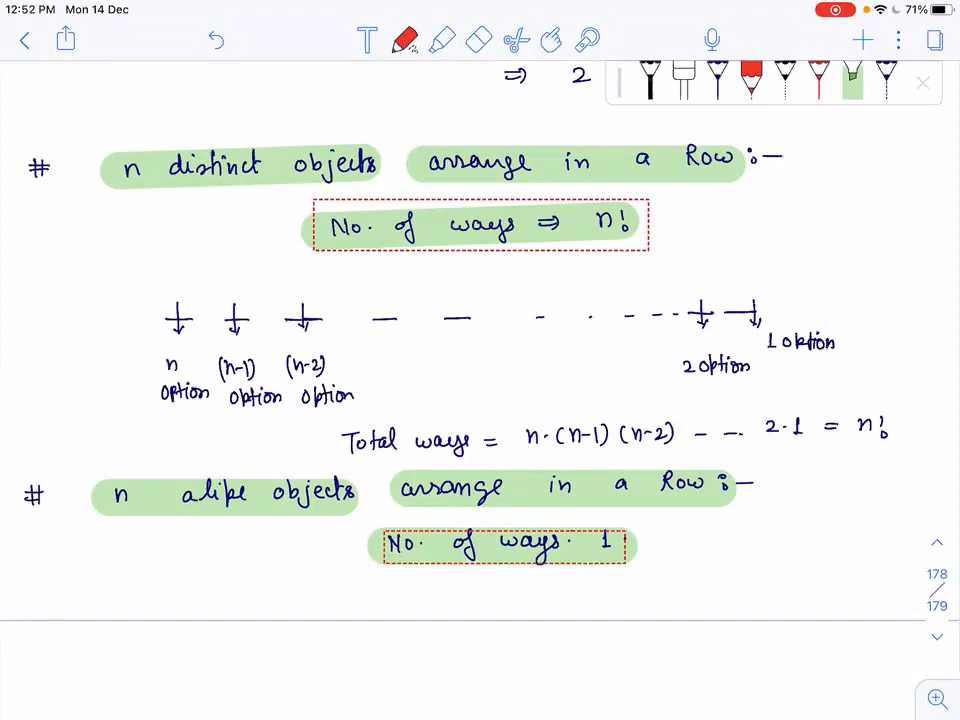 12:52 PM Mon 14 Dec
71%
T
⇒ 2
# n distinct objects arrange in a Row :-
No. of ways ⇒ n!
n option (n-1) option (n-2) option 2 option 1 option
Total ways = n.(n-1) (n-2) - - -. 2.1 = n!
# n alike objects arrange in a Row :-
No. of ways. 1
178
179